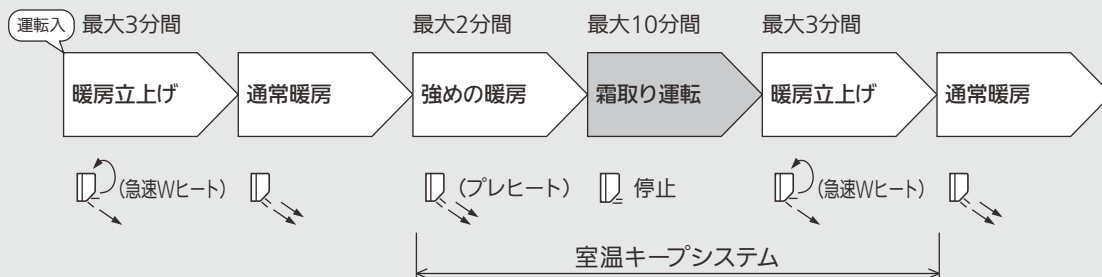 運転入
最大3分間
最大2分間
最大10分間
最大3分間
暖房立上げ
通常暖房
強めの暖房
霜取り運転
暖房立上げ
通常暖房
(急速Wヒート)
(プレヒート)
停止
(急速Wヒート)
室温キープシステム